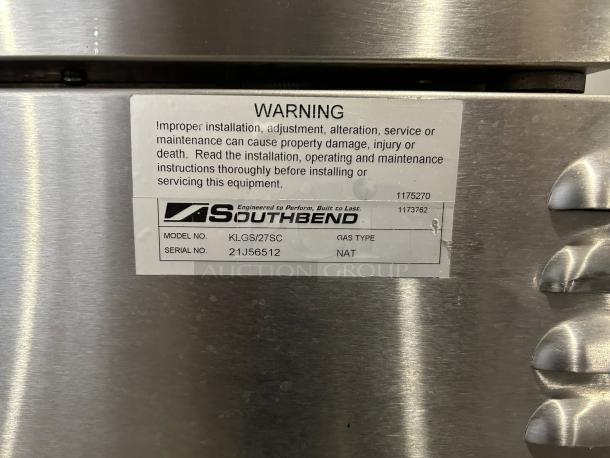 WARNING
Improper installation, adjustment, alteration, service or
maintenance can cause property damage, injury or
death. Read the installation, operating and maintenance
instructions thoroughly before installing or
servicing this equipment.
1175270
Engineered to Perform, Built to Last.
SOUTHBEND
1173762
MODEL NO. KLGS/27SC GAS TYPE
SERIAL NO. 21J56512 NAT
AUCTION GROUP